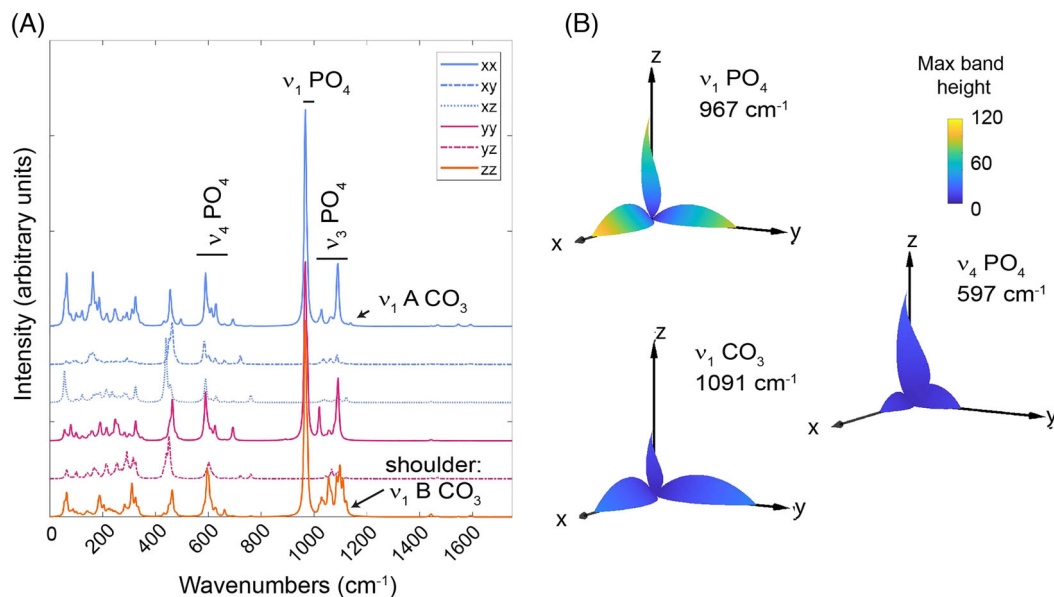 (A)
xx
xy
xz
yy
yz
zz
ν1 PO4
ν4 PO4
ν3 PO4
ν1 A CO3
shoulder:
ν1 B CO3
Intensity (arbitrary units)
0
200
400
600
800
1000
1200
1400
1600
Wavenumbers (cm-1)
(B)
z
x
y
ν1 PO4
967 cm-1
Max band
height
120
60
0
z
x
y
ν4 PO4
597 cm-1
z
x
y
ν1 CO3
1091 cm-1